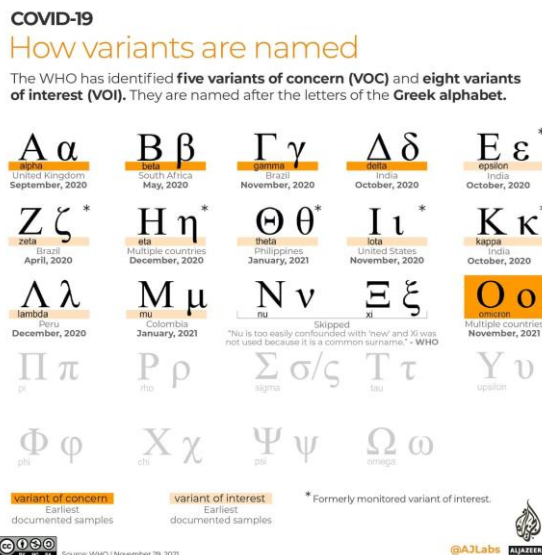 COVID-19
How variants are named
The WHO has identified five variants of concern (VOC) and eight variants
of interest (VOI). They are named after the letters of the Greek alphabet.
Α α Β β Γ γ Δ δ Ε ε *
alpha beta gamma delta epsilon
United Kingdom South Africa Brazil India India
September, 2020 May, 2020 November, 2020 October, 2020 October, 2020
Ζ ζ * Η η * Θ θ * Ι ι * Κ κ *
zeta eta theta Iota kappa
Brazil Multiple countries Philippines United States India
April, 2020 December, 2020 January, 2021 November, 2020 October, 2020
Λ λ Μ μ Ν ν Ξ ξ Ο ο
lambda mu nu xi omicron
Peru Colombia Skipped Multiple countries
December, 2020 January, 2021 "Nu is too easily confounded with 'new' and Xi was November, 2021
not used because it is a common surname." - WHO
Π π Ρ ρ Σ σ/ς Τ τ Υ υ
pi rho sigma tau upsilon
Φ φ Χ χ Ψ ψ Ω ω
phi chi psi omega
variant of concern variant of interest * Formerly monitored variant of interest.
Earliest Earliest
documented samples documented samples
Source: WHO | November 29, 2021
@AJLabs ALJAZEERA